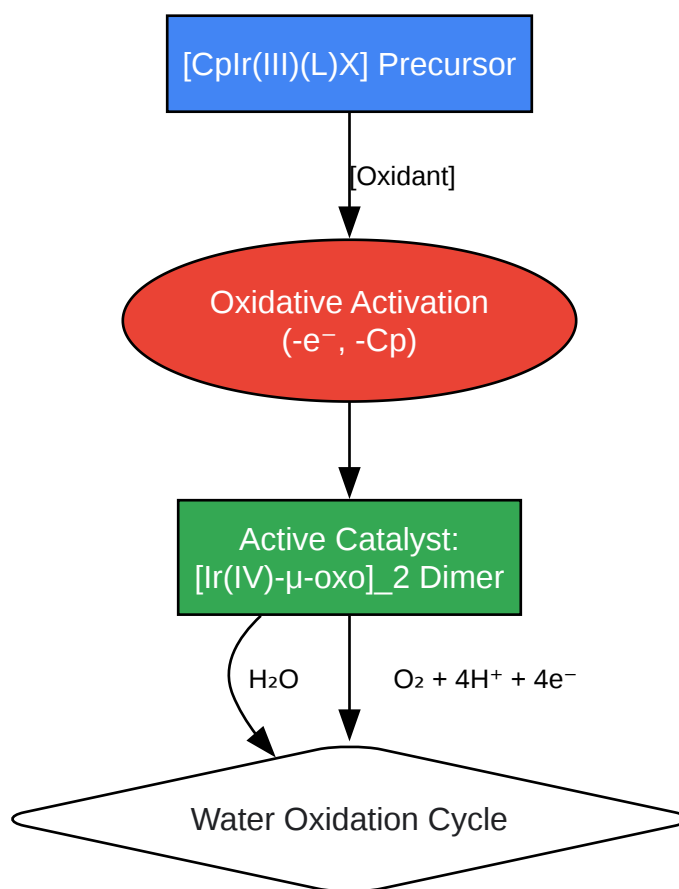 [CpIr(III)(L)X] Precursor
[Oxidant]
Oxidative Activation
(-e⁻, -Cp)
Active Catalyst:
[Ir(IV)-μ-oxo]_2 Dimer
H₂O
O₂ + 4H⁺ + 4e⁻
Water Oxidation Cycle